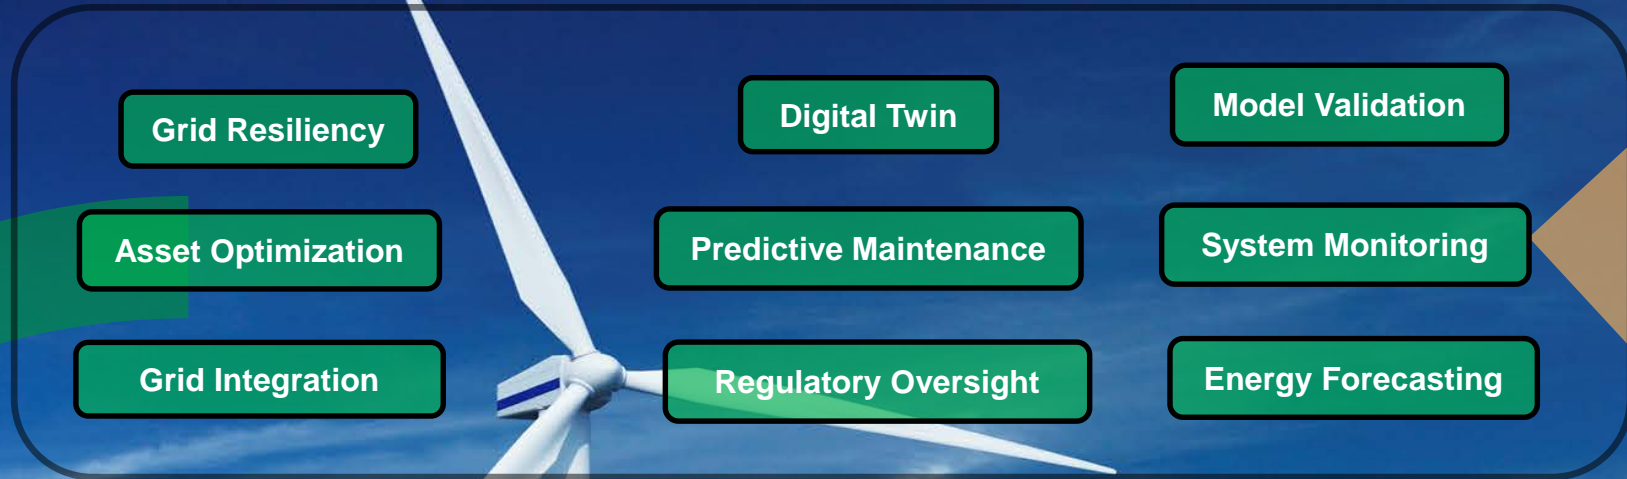 Grid Resiliency
Digital Twin
Model Validation
Asset Optimization
Predictive Maintenance
System Monitoring
Grid Integration
Regulatory Oversight
Energy Forecasting